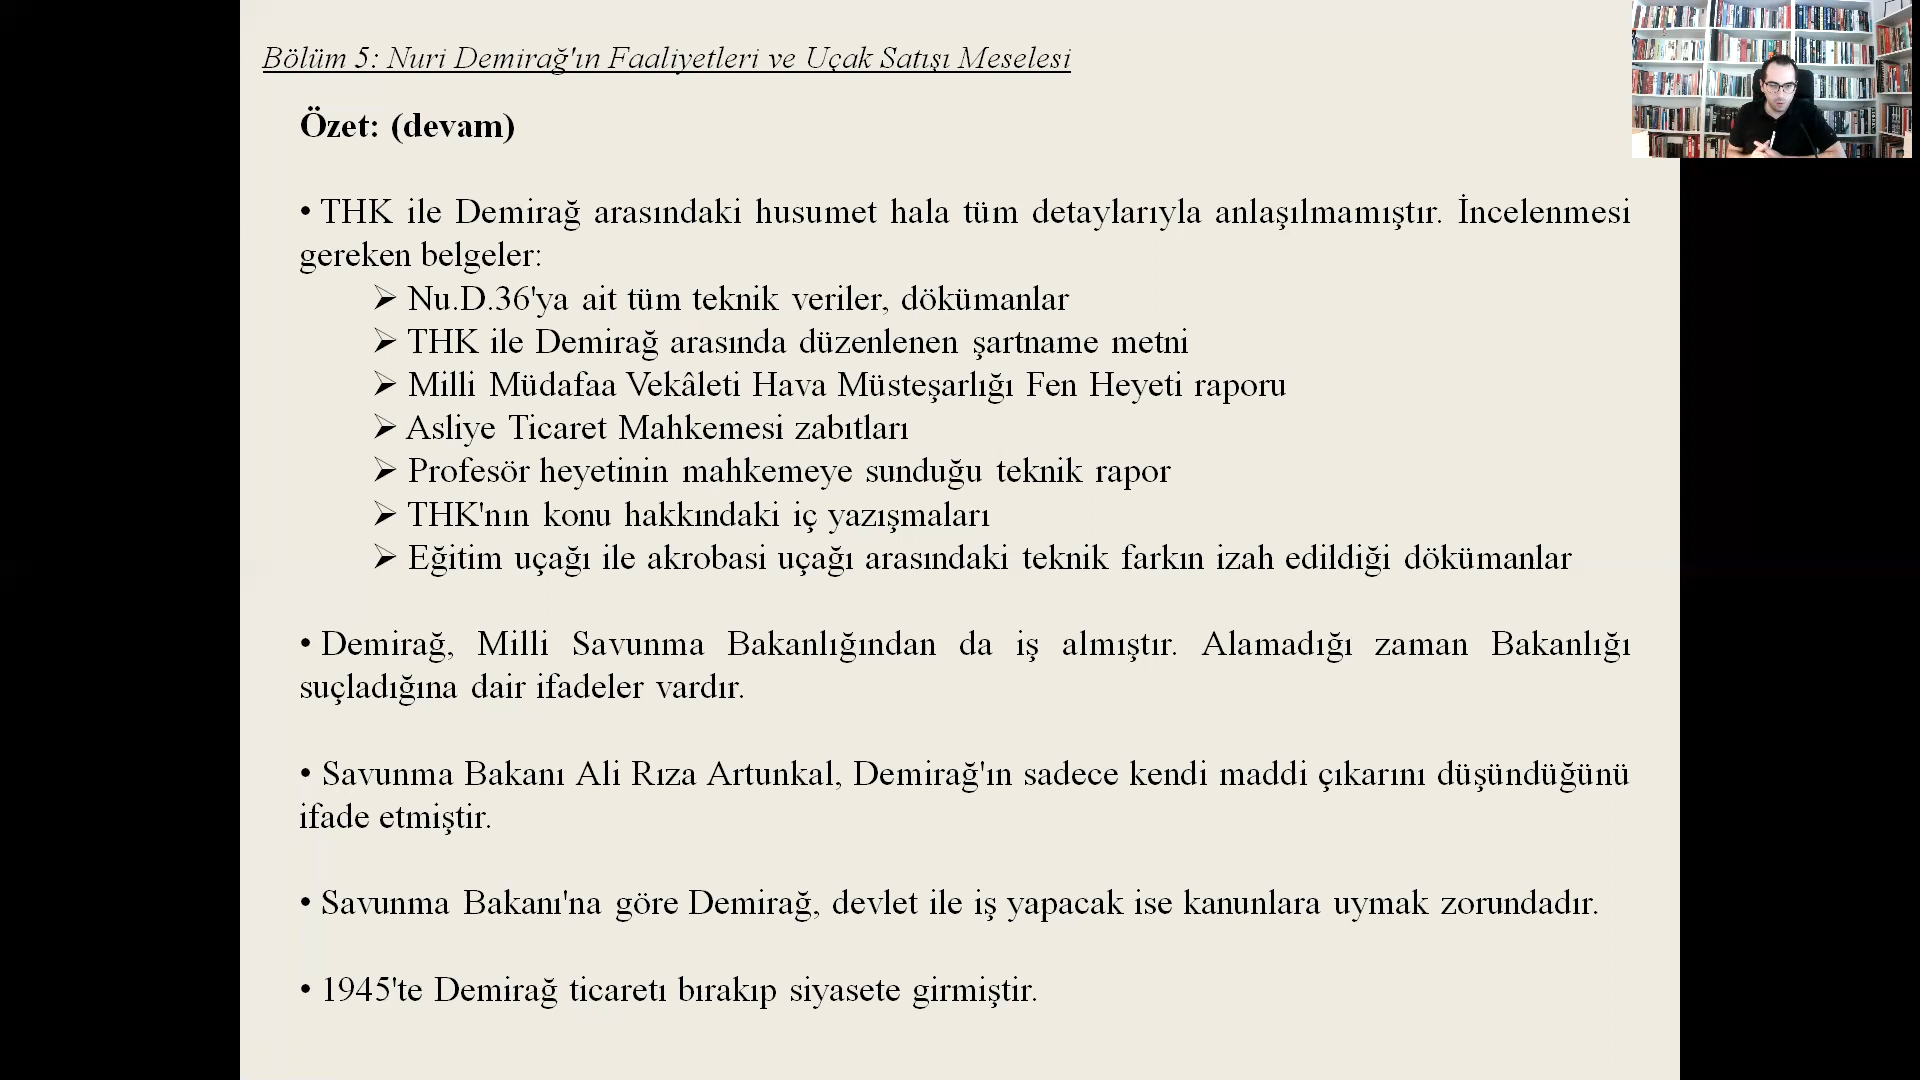 Bölüm 5: Nuri Demirağ'ın Faaliyetleri ve Uçak Satışı Meselesi
Özet: (devam)
• THK ile Demirağ arasındaki husumet hala tüm detaylarıyla anlaşılmamıştır. İncelenmesi
gereken belgeler:
➢ Nu.D.36'ya ait tüm teknik veriler, dökümanlar
➢ THK ile Demirağ arasında düzenlenen şartname metni
➢ Milli Müdafaa Vekâleti Hava Müsteşarlığı Fen Heyeti raporu
➢ Asliye Ticaret Mahkemesi zabıtları
➢ Profesör heyetinin mahkemeye sunduğu teknik rapor
➢ THK'nın konu hakkındaki iç yazışmaları
➢ Eğitim uçağı ile akrobasi uçağı arasındaki teknik farkın izah edildiği dökümanlar
• Demirağ, Milli Savunma Bakanlığından da iş almıştır. Alamadığı zaman Bakanlığı
suçladığına dair ifadeler vardır.
• Savunma Bakanı Ali Rıza Artunkal, Demirağ'ın sadece kendi maddi çıkarını düşündüğünü
ifade etmiştir.
• Savunma Bakanı'na göre Demirağ, devlet ile iş yapacak ise kanunlara uymak zorundadır.
• 1945'te Demirağ ticaretı bırakıp siyasete girmiştir.